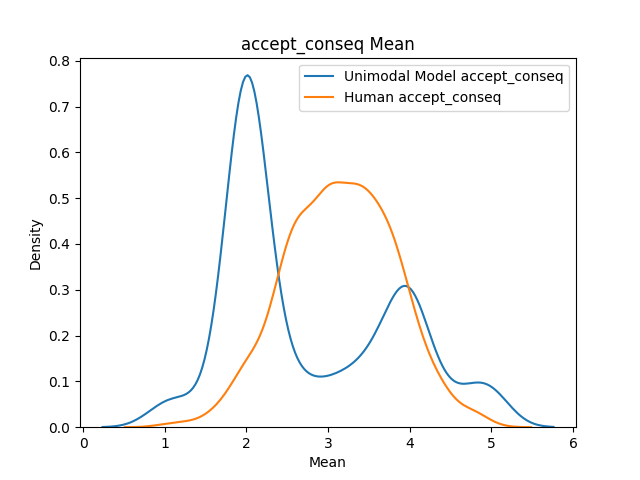 accept_conseq Mean
Unimodal Model accept_conseq
Human accept_conseq
Density
0.8
0.7
0.6
0.5
0.4
0.3
0.2
0.1
0.0
0 1 2 3 4 5 6
Mean